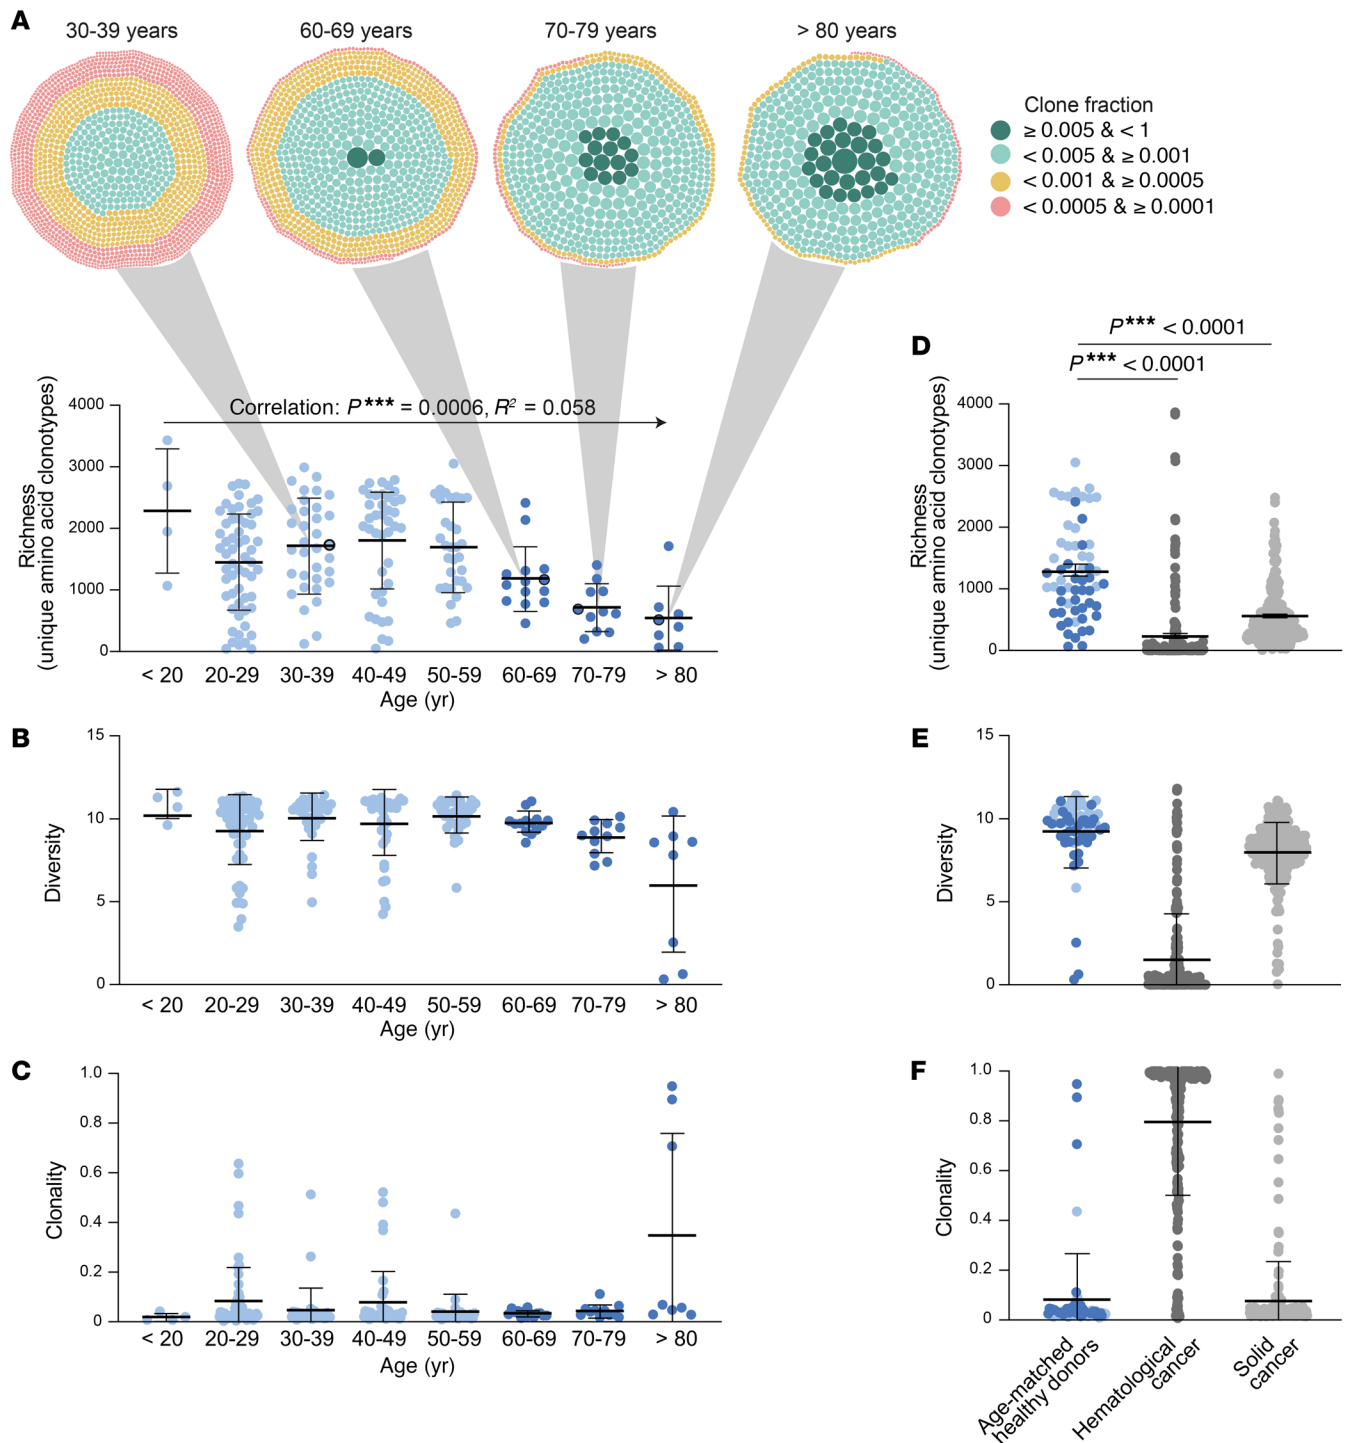 A
30-39 years
60-69 years
70-79 years
> 80 years
Clone fraction
≥ 0.005 & < 1
< 0.005 & ≥ 0.001
< 0.001 & ≥ 0.0005
< 0.0005 & ≥ 0.0001
Richness
(unique amino acid clonotypes)
4000
3000
2000
1000
0
Correlation: P*** = 0.0006, R² = 0.058
< 20
20-29
30-39
40-49
50-59
60-69
70-79
> 80
Age (yr)
D
P*** < 0.0001
P*** < 0.0001
Richness
(unique amino acid clonotypes)
4000
3000
2000
1000
0
B
Diversity
15
10
5
0
< 20
20-29
30-39
40-49
50-59
60-69
70-79
> 80
Age (yr)
E
Diversity
15
10
5
0
C
Clonality
1.0
0.8
0.6
0.4
0.2
0
< 20
20-29
30-39
40-49
50-59
60-69
70-79
> 80
Age (yr)
F
Clonality
1.0
0.8
0.6
0.4
0.2
0
Age-matched
healthy donors
Hematological
cancer
Solid
cancer